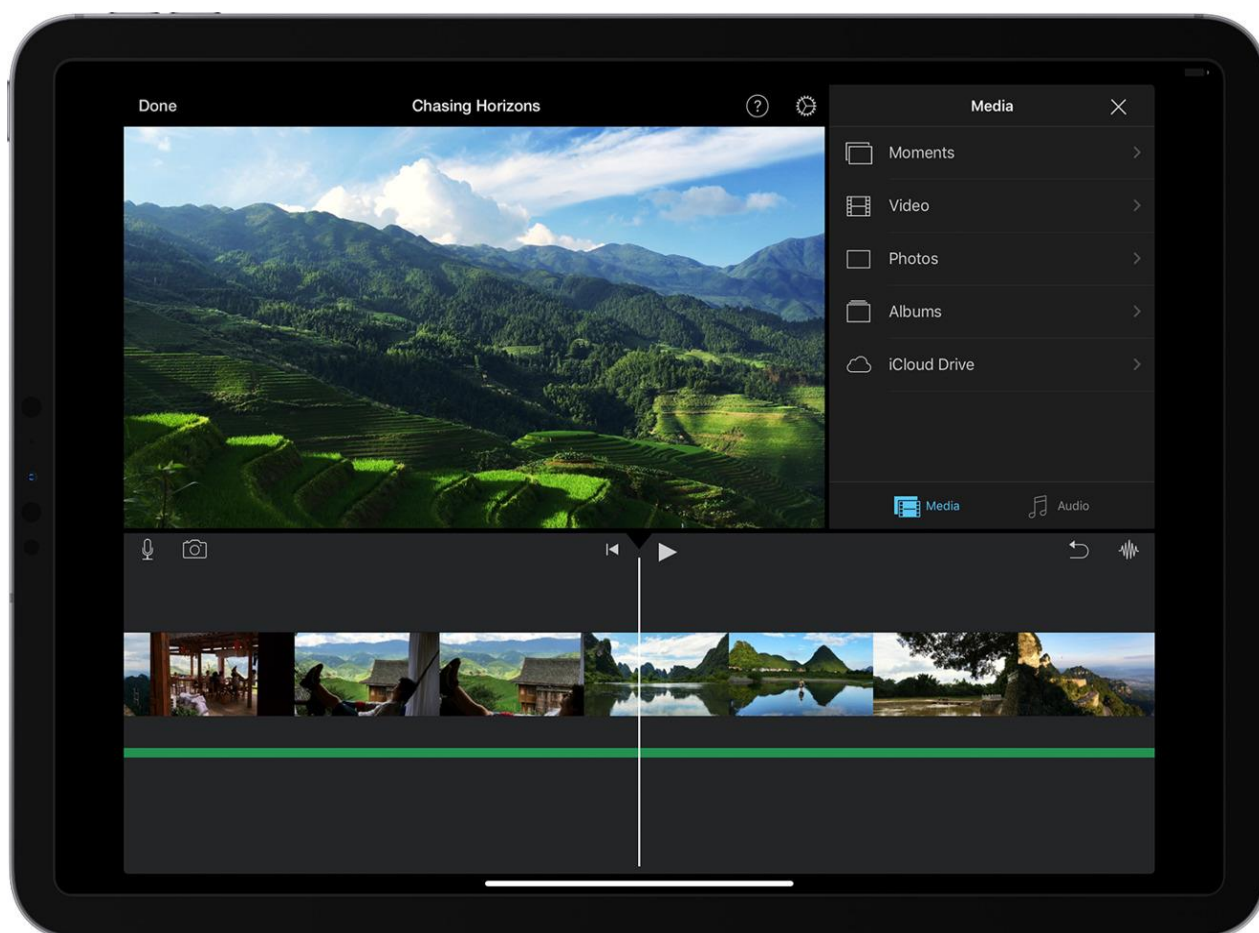 Done
Chasing Horizons
?
Media
Moments
Video
Photos
Albums
iCloud Drive
Media
Audio